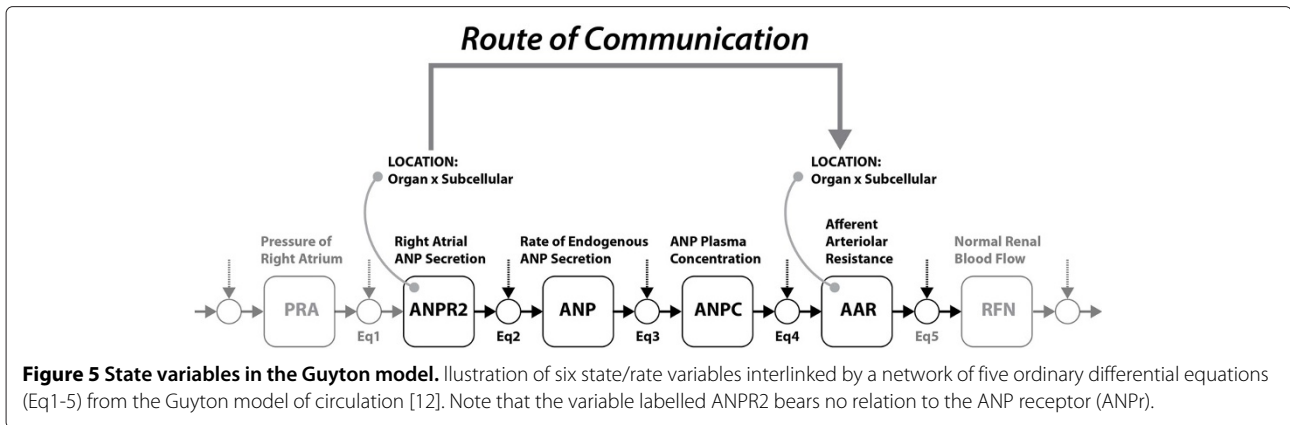 Route of Communication
LOCATION:
Organ x Subcellular
LOCATION:
Organ x Subcellular
Pressure of
Right Atrium
Right Atrial
ANP Secretion
Rate of Endogenous
ANP Secretion
ANP Plasma
Concentration
Afferent
Arteriolar
Resistance
Normal Renal
Blood Flow
PRA
Eq1
ANPR2
Eq2
ANP
Eq3
ANPC
Eq4
AAR
Eq5
RFN
Figure 5 State variables in the Guyton model. llustration of six state/rate variables interlinked by a network of five ordinary differential equations
(Eq1-5) from the Guyton model of circulation [12]. Note that the variable labelled ANPR2 bears no relation to the ANP receptor (ANPr).